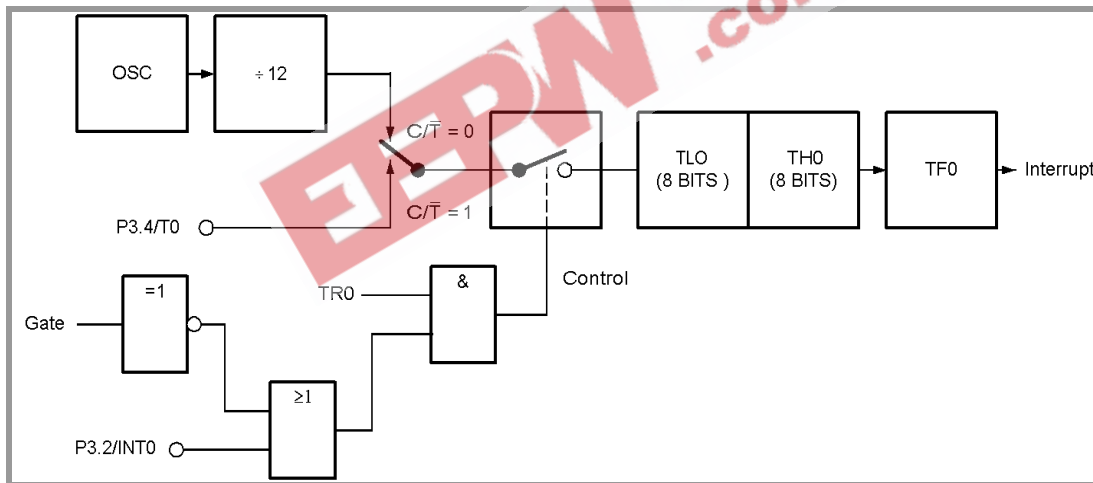 EEPW.com
OSC
÷ 12
C/T̅ = 0
C/T̅ = 1
P3.4/T0
TLO
(8 BITS )
TH0
(8 BITS)
TF0
Interrupt
Control
TR0
&
=1
Gate
≥1
P3.2/INT0